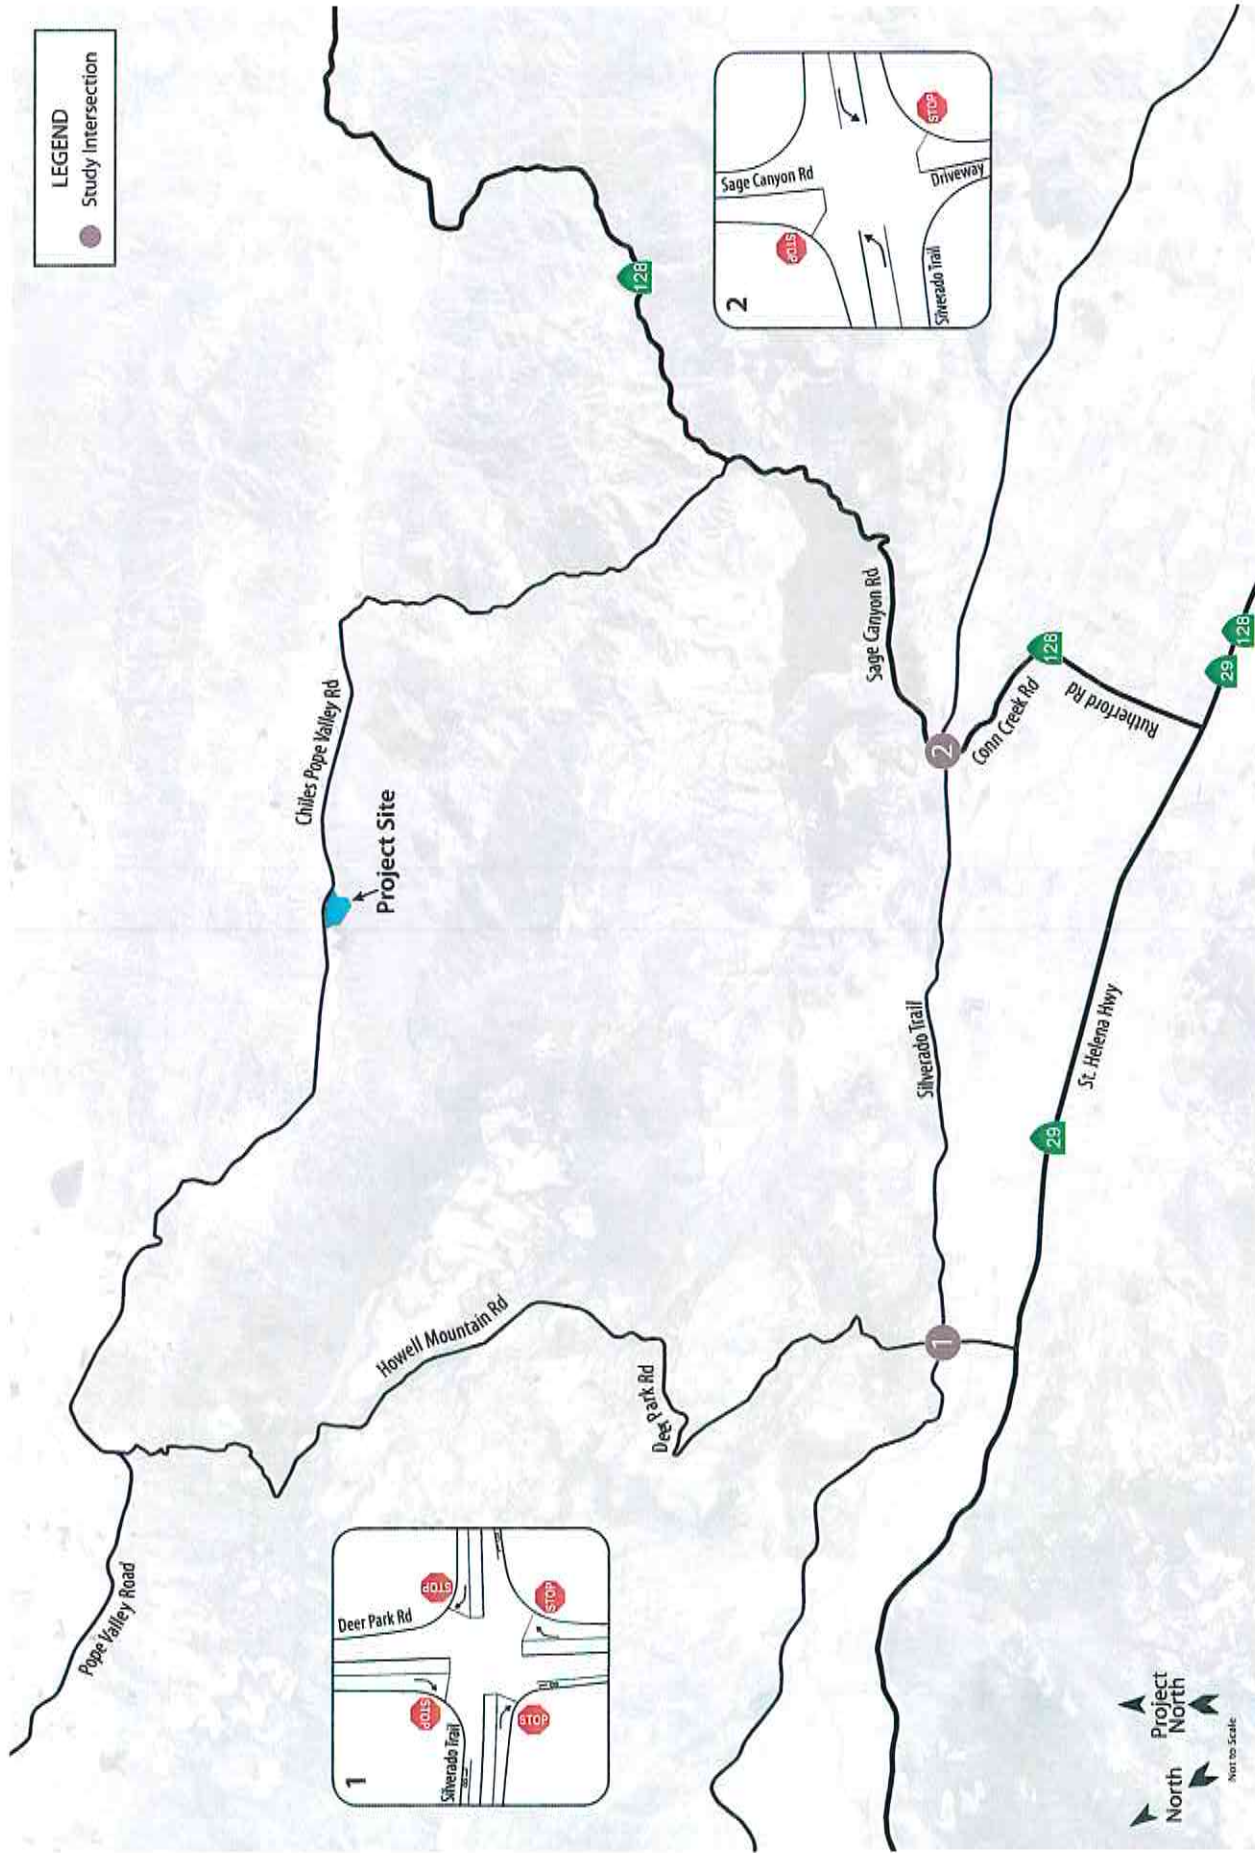 LEGEND
Study Intersection
128
2
Sage Canyon Rd
STOP
STOP
Driveway
Silverado Trail
Chiles Pope Valley Rd
Project Site
Sage Canyon Rd
2
Conn Creek Rd
128
Rutherford Rd
29
128
Silverado Trail
St. Helena Hwy
29
Howell Mountain Rd
Deer Park Rd
1
Pope Valley Road
1
Deer Park Rd
STOP
STOP
STOP
STOP
Silverado Trail
North
Project
North
Not to Scale